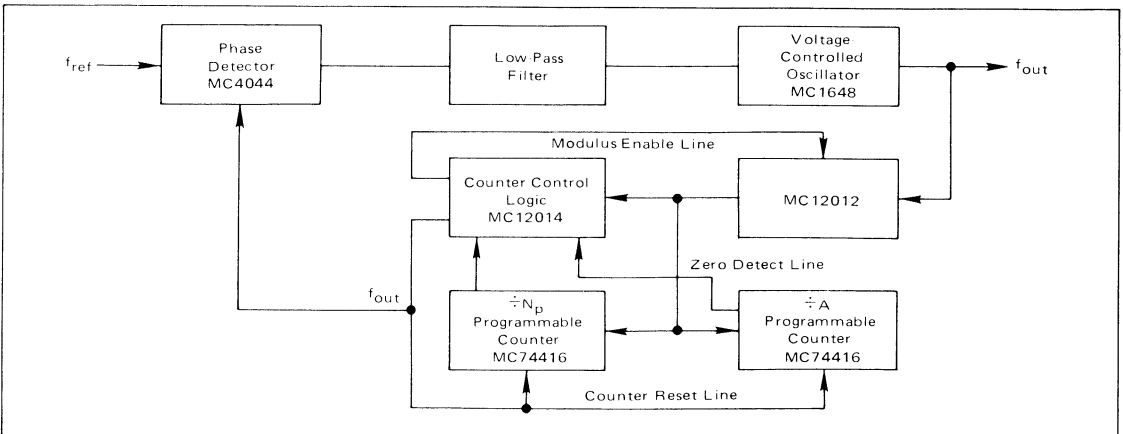 f_ref
Phase
Detector
MC4044
Low-Pass
Filter
Voltage
Controlled
Oscillator
MC1648
f_out
Modulus Enable Line
Counter Control
Logic
MC12014
MC12012
Zero Detect Line
f_out
÷N_p
Programmable
Counter
MC74416
÷A
Programmable
Counter
MC74416
Counter Reset Line